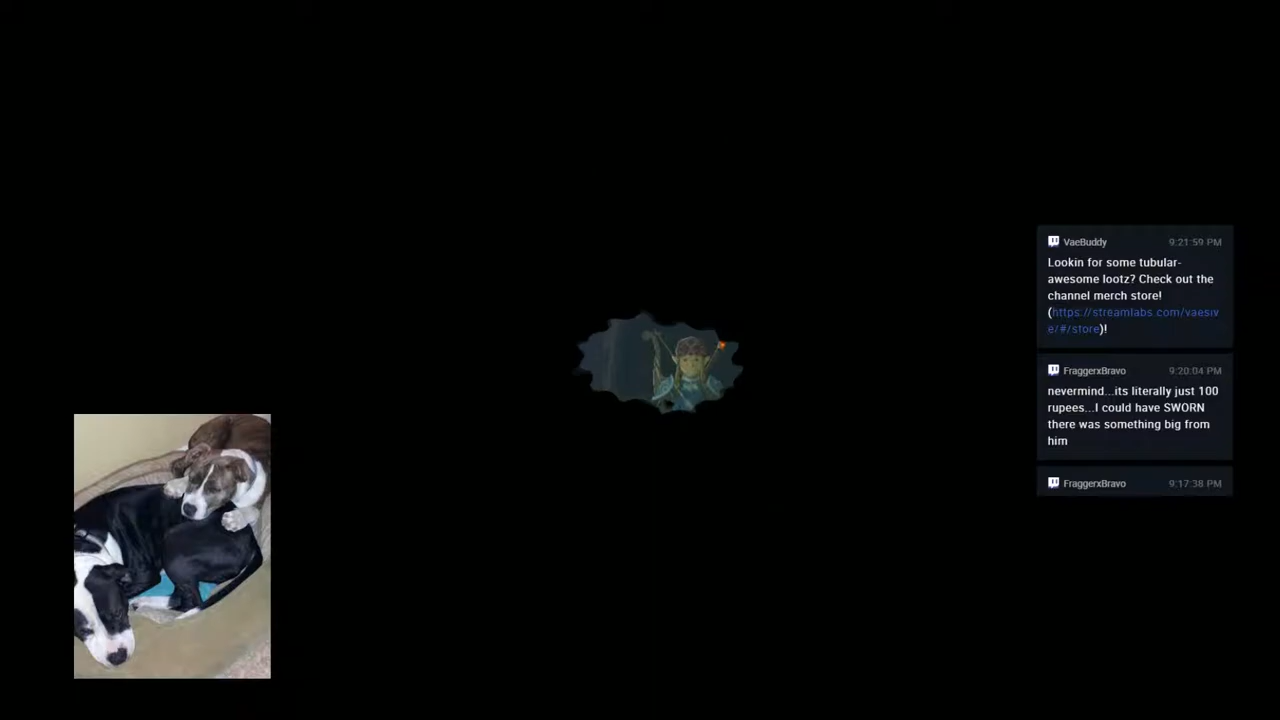 VaeBuddy 9:21:59 PM
Lookin for some tubular-
awesome lootz? Check out the
channel merch store!
(https://streamlabs.com/vaesiv
e/#/store)!
FraggerxBravo 9:20:04 PM
nevermind...its literally just 100
rupees...I could have SWORN
there was something big from
him
FraggerxBravo 9:17:38 PM